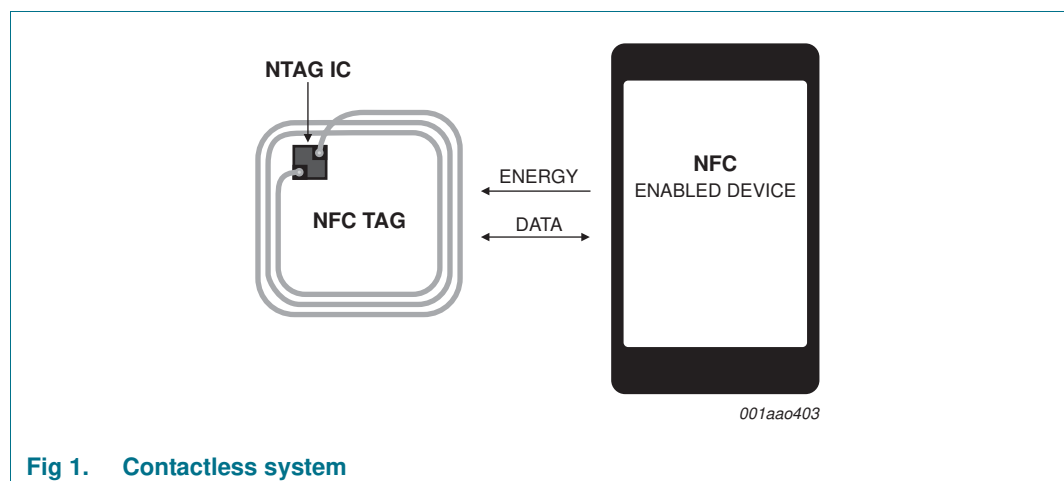 NTAG IC
NFC TAG
ENERGY
DATA
NFC
ENABLED DEVICE
001aao403
Fig 1. Contactless system